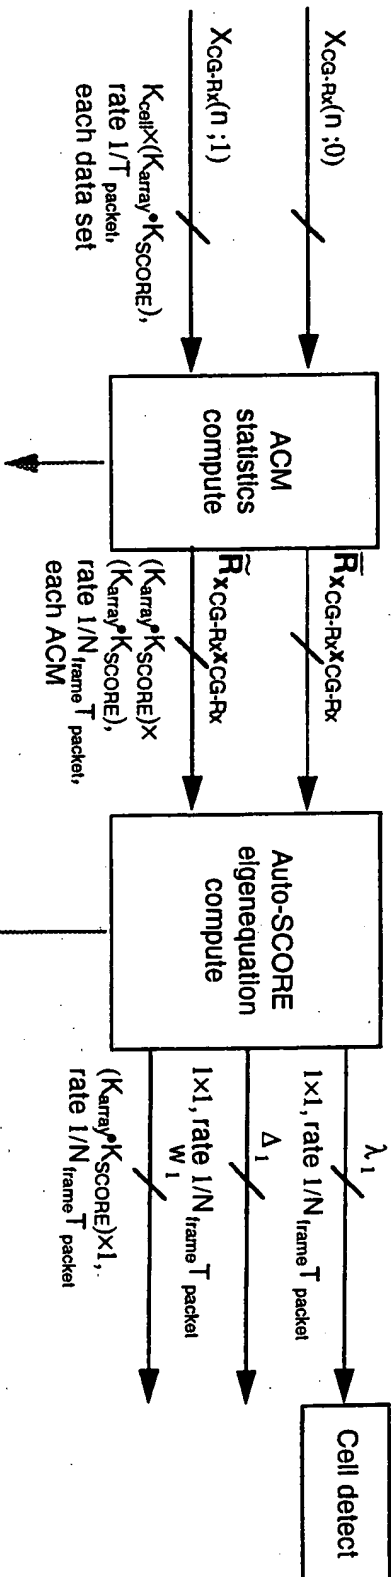 X_CG-Rx(n ;0)
X_CG-Rx(n ;1)
K_cell×(K_array•K_SCORE),
rate 1/T_packet,
each data set
ACM
statistics
compute
R̅_xCG-RxxCG-Rx
R̃_xCG-RxxCG-Rx
(K_array•K_SCORE)×
(K_array•K_SCORE),
rate 1/N_frame T_packet,
each ACM
Auto-SCORE
eigenequation
compute
λ_1
1×1, rate 1/N_frame T_packet
Δ_1
1×1, rate 1/N_frame T_packet
W_1
(K_array•K_SCORE)×1,
rate 1/N_frame T_packet
Cell detect